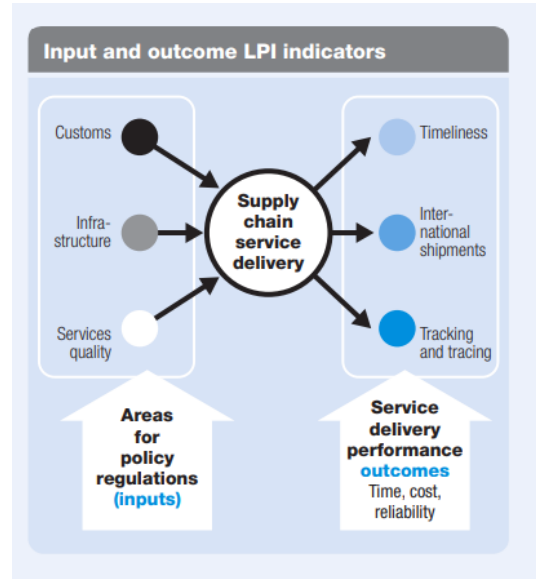 Input and outcome LPI indicators
Customs
Infra-
structure
Services
quality
Supply
chain
service
delivery
Timeliness
Inter-
national
shipments
Tracking
and tracing
Areas
for
policy
regulations
(inputs)
Service
delivery
performance
outcomes
Time, cost,
reliability